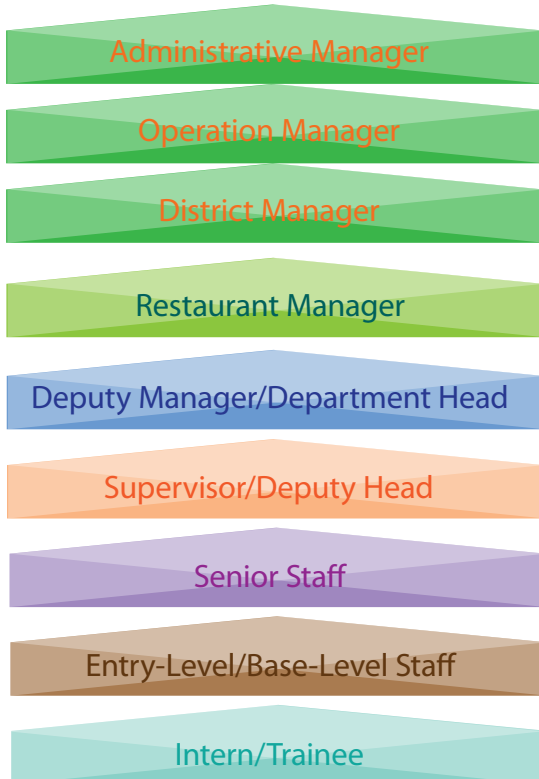 Administrative Manager
Operation Manager
District Manager
Restaurant Manager
Deputy Manager/Department Head
Supervisor/Deputy Head
Senior Staff
Entry-Level/Base-Level Staff
Intern/Trainee